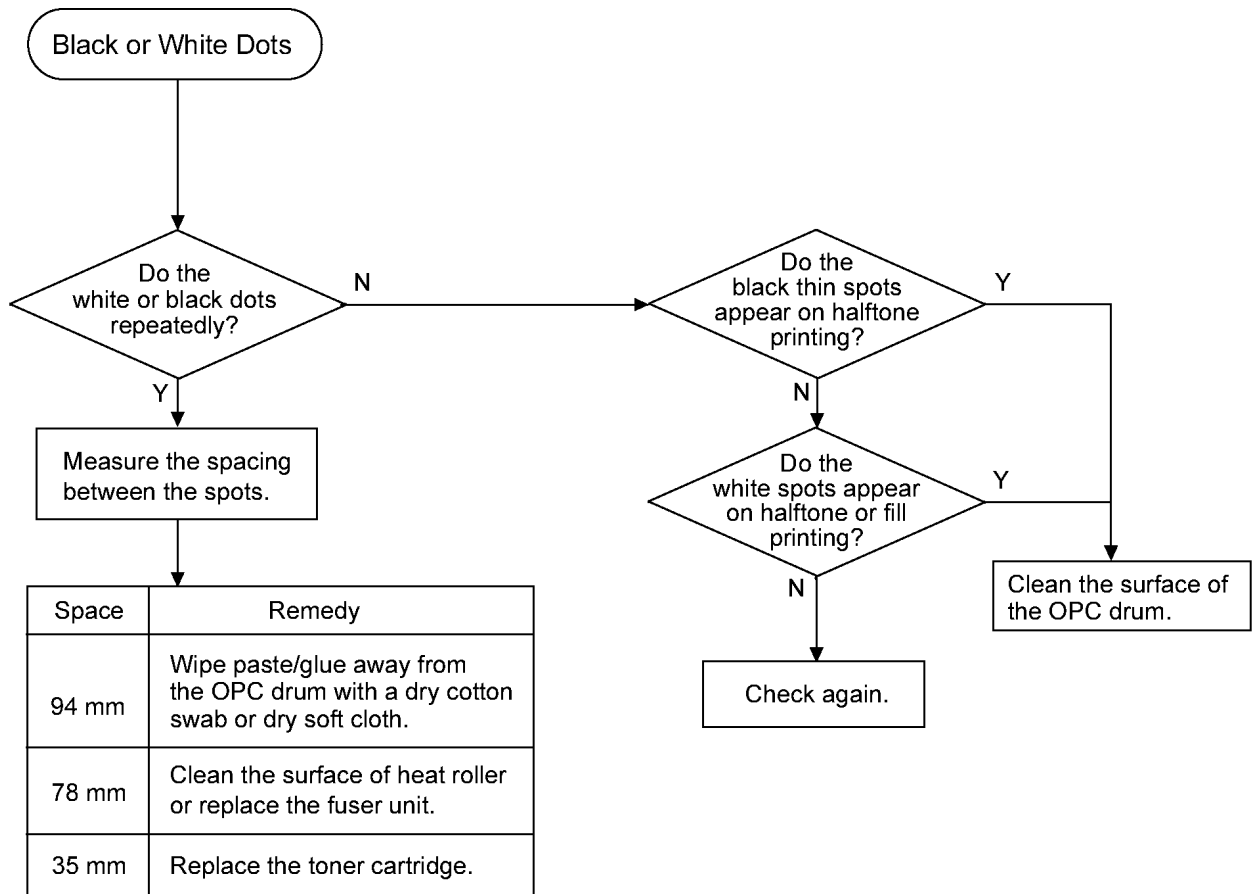 Black or White Dots
Do the
white or black dots
repeatedly?
N
Y
Measure the spacing
between the spots.
Space
Remedy
94 mm
Wipe paste/glue away from
the OPC drum with a dry cotton
swab or dry soft cloth.
78 mm
Clean the surface of heat roller
or replace the fuser unit.
35 mm
Replace the toner cartridge.
Do the
black thin spots
appear on halftone
printing?
Y
N
Do the
white spots appear
on halftone or fill
printing?
Y
N
Clean the surface of
the OPC drum.
Check again.